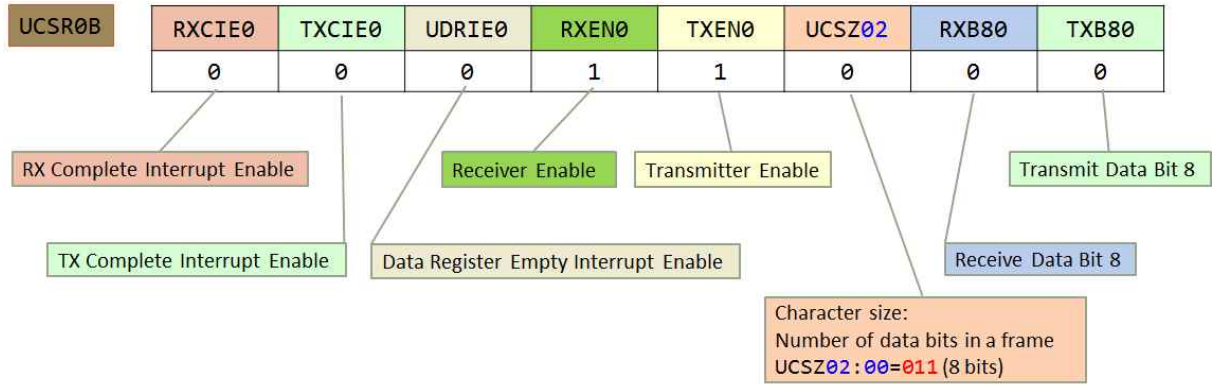 UCSR0B RXCIE0 TXCIE0 UDRIE0 RXEN0 TXEN0 UCSZ02 RXB80 TXB80
0 0 0 1 1 0 0 0
RX Complete Interrupt Enable
Receiver Enable
Transmitter Enable
Transmit Data Bit 8
TX Complete Interrupt Enable
Data Register Empty Interrupt Enable
Receive Data Bit 8
Character size:
Number of data bits in a frame
UCSZ02:00=011 (8 bits)